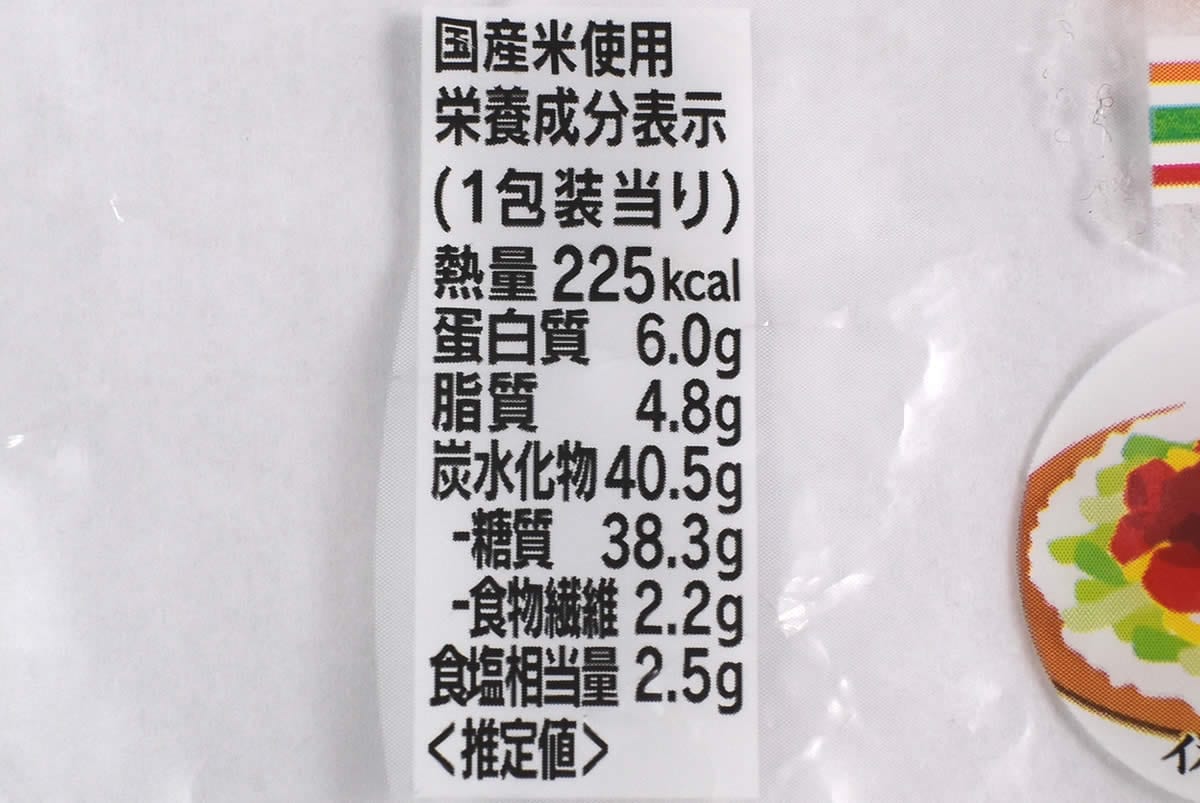 国産米使用
栄養成分表示
(1包装当り)
熱量 225kcal
蛋白質 6.0g
脂質 4.8g
炭水化物 40.5g
-糖質 38.3g
-食物繊維 2.2g
食塩相当量 2.5g
<推定値>